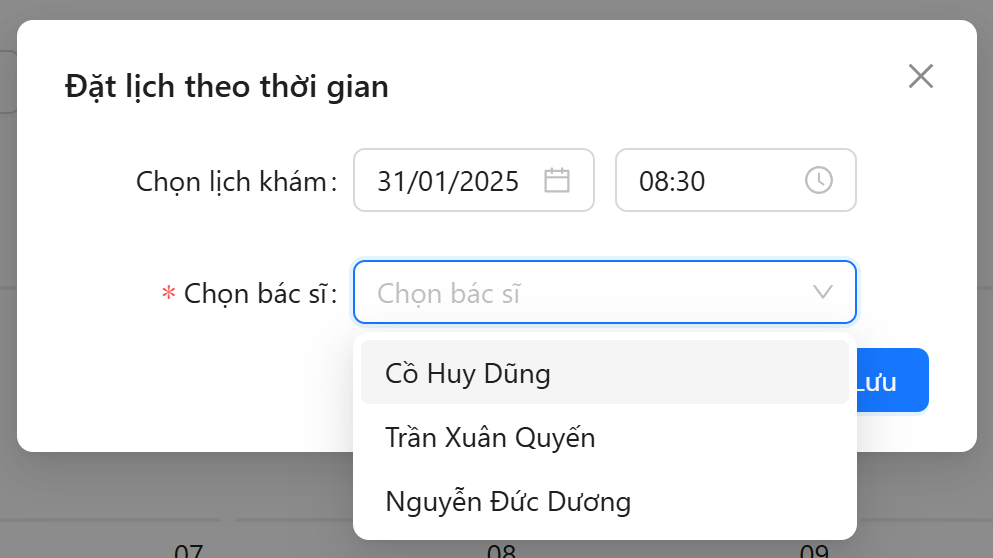 Đặt lịch theo thời gian
Chọn lịch khám: 31/01/2025 08:30
* Chọn bác sĩ: Chọn bác sĩ
Cồ Huy Dũng
Lưu
Trần Xuân Quyến
Nguyễn Đức Dương
07 08 09